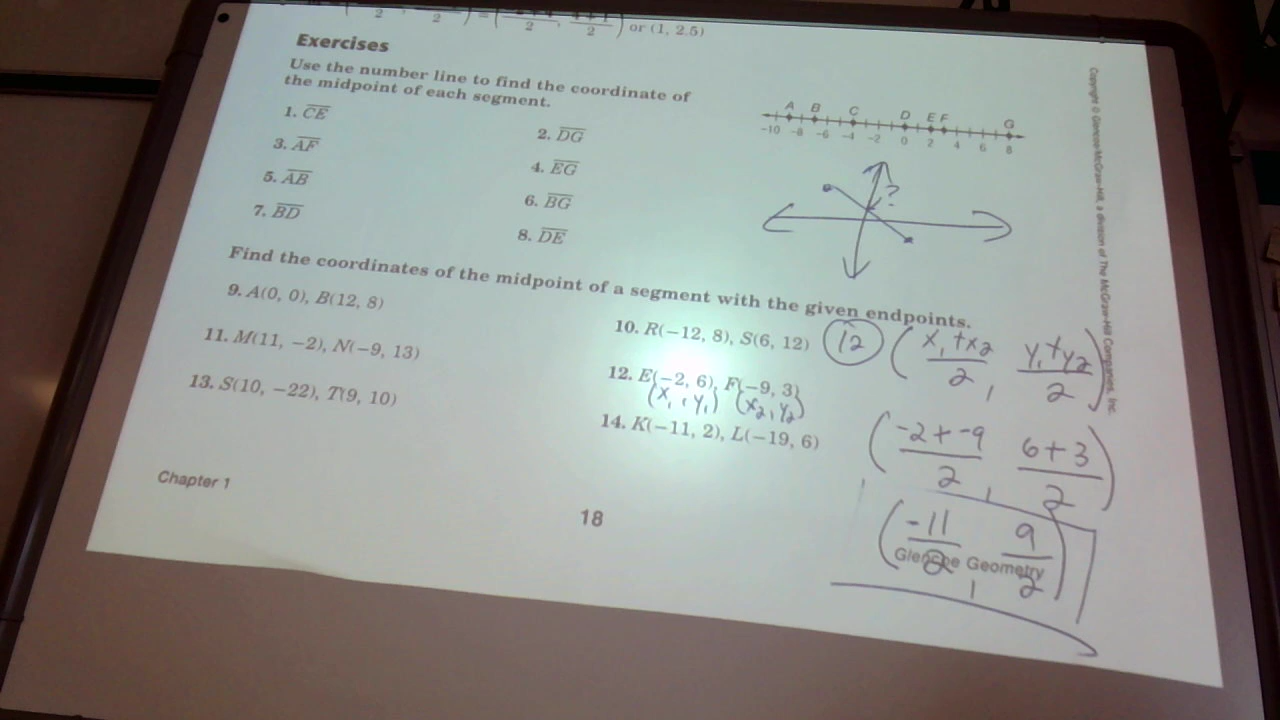 or (1, 2.5)
Exercises
Use the number line to find the coordinate of
the midpoint of each segment.
1. CE
2. DG
3. AF
4. EG
5. AB
6. BG
7. BD
8. DE
A B C D E F G
-10 -8 -6 -4 -2 0 2 4 6 8
?
Find the coordinates of the midpoint of a segment with the given endpoints.
9. A(0, 0), B(12, 8)
10. R(−12, 8), S(6, 12)
11. M(11, −2), N(−9, 13)
12. E(−2, 6), F(−9, 3)
(x₁, y₁) (x₂, y₂)
13. S(10, −22), T(9, 10)
14. K(−11, 2), L(−19, 6)
12 (x₁+x₂/2, y₁+y₂/2)
(-2+-9/2, 6+3/2)
(-11/2, 9/2)
Chapter 1
18
Glencoe Geometry
Copyright © Glencoe/McGraw-Hill, a division of The McGraw-Hill Companies, Inc.